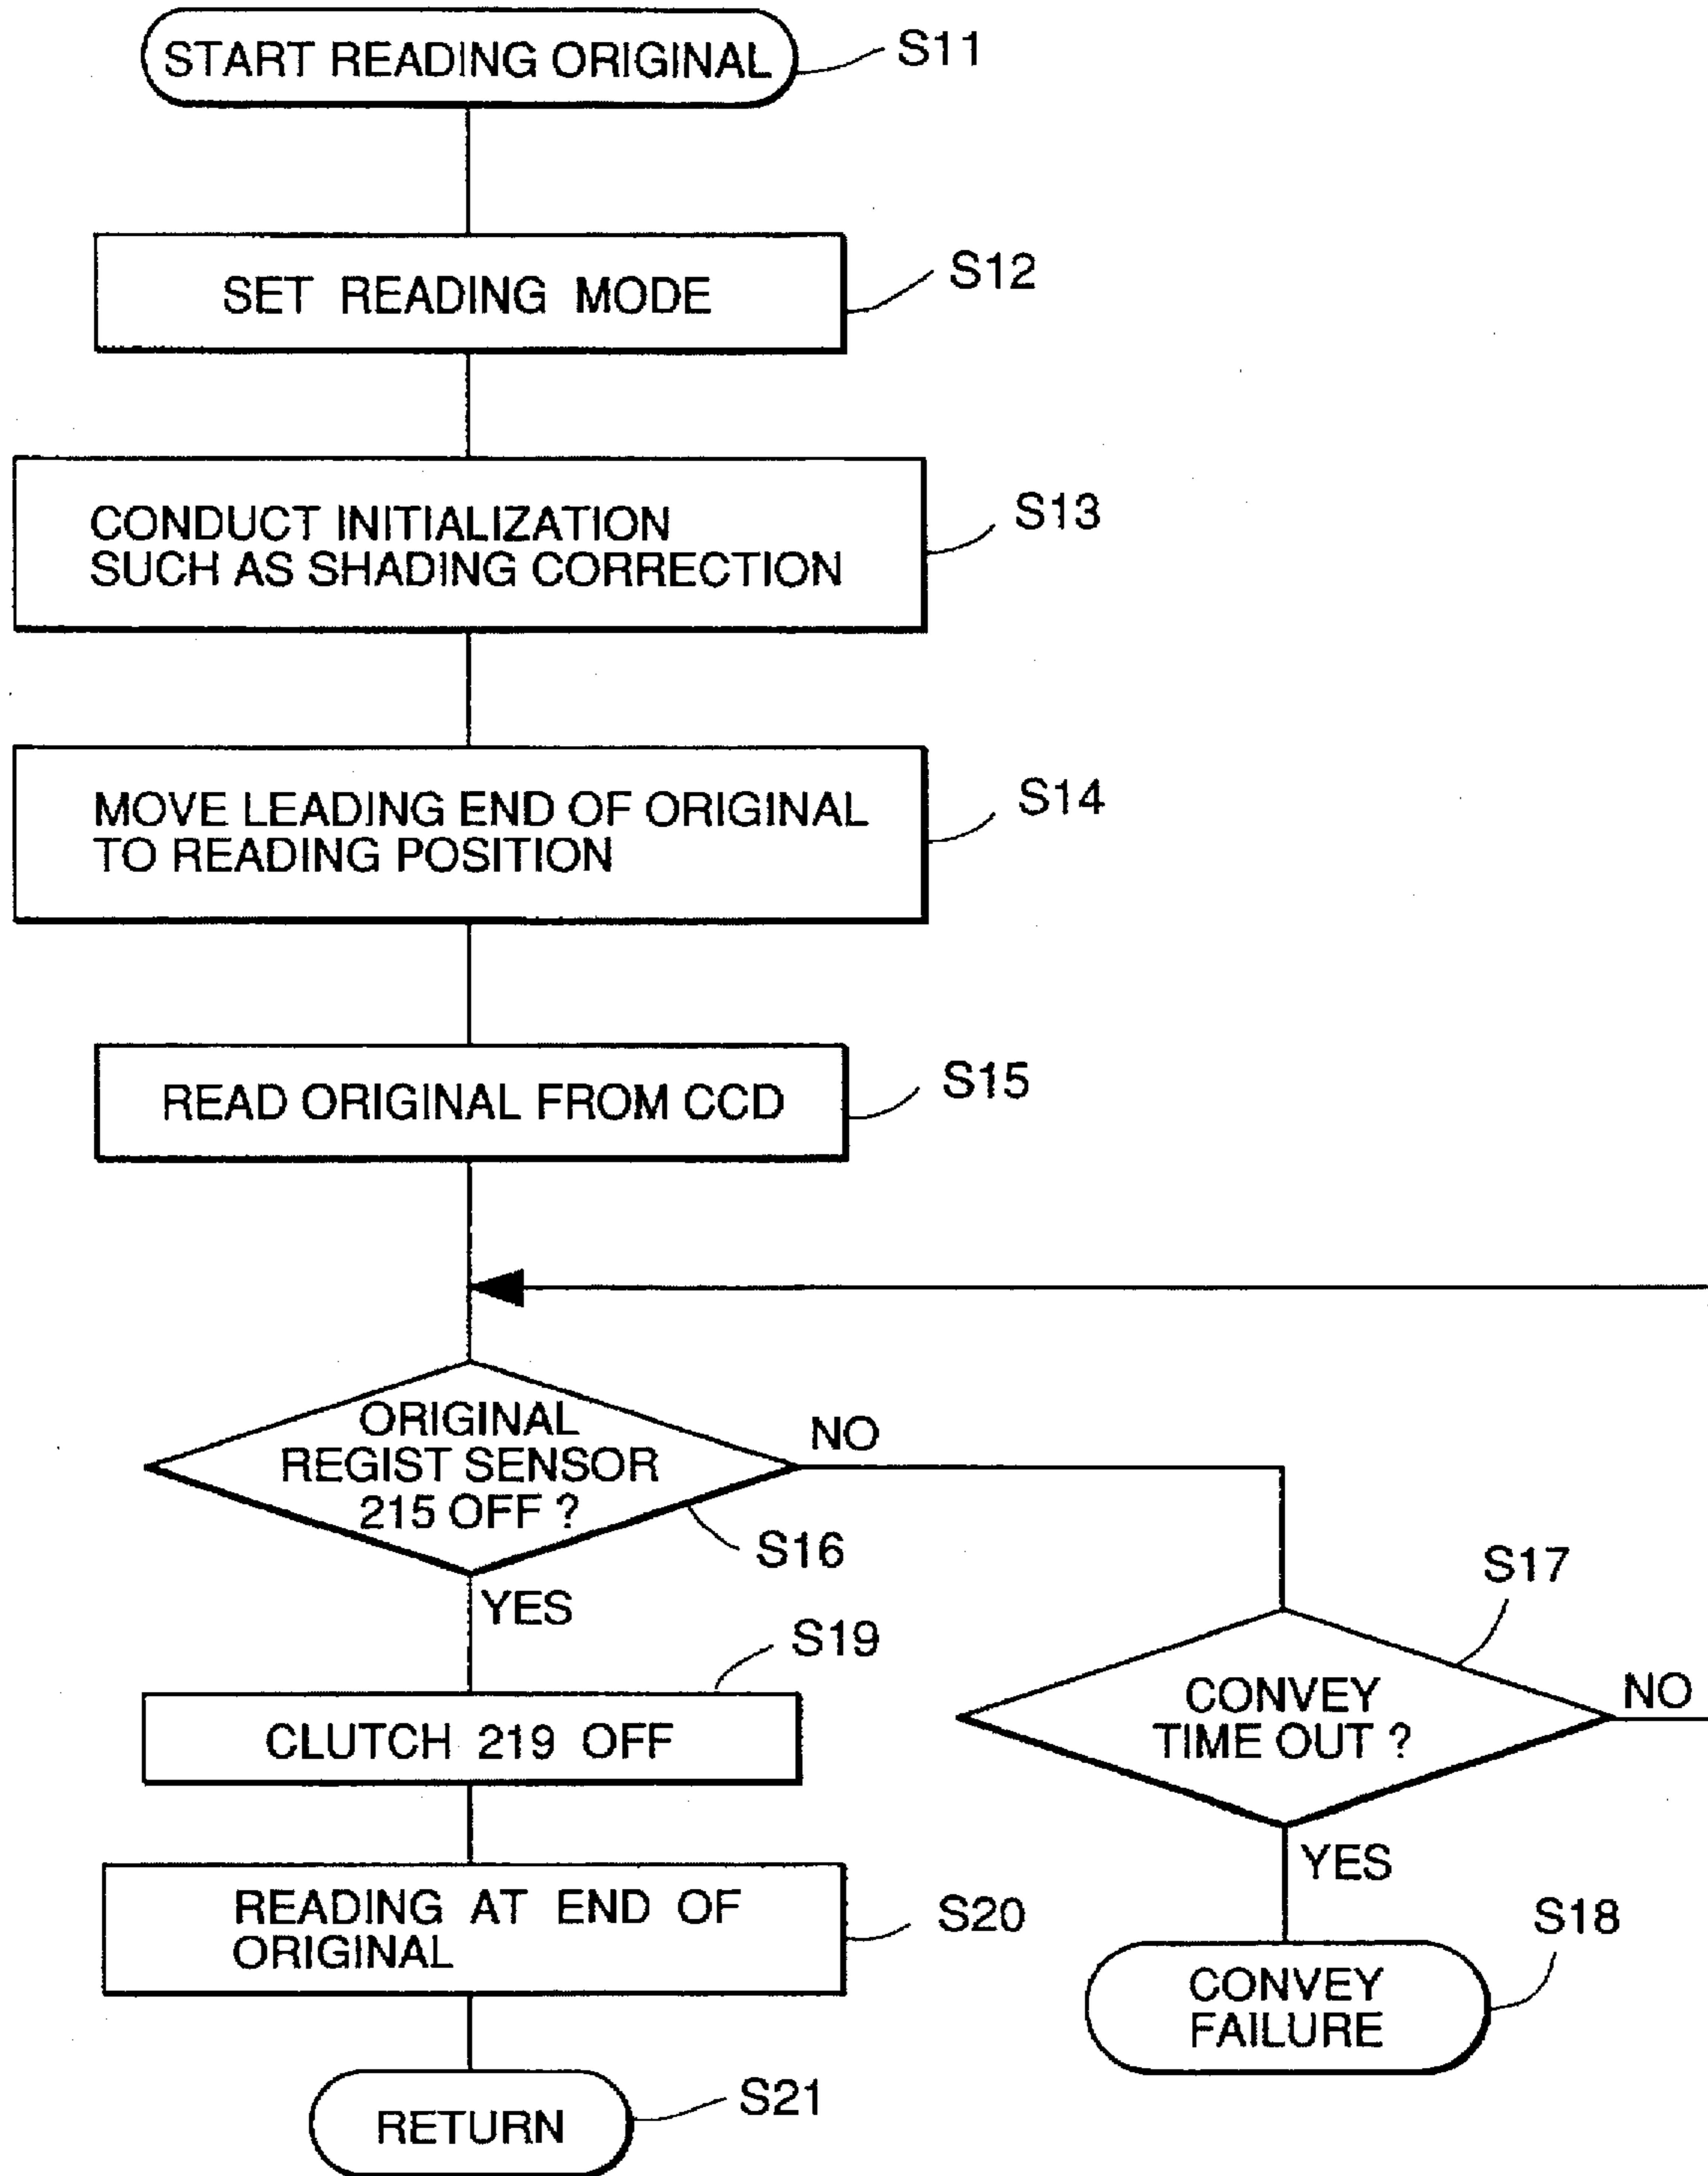 START READING ORIGINAL
S11
SET READING MODE
S12
CONDUCT INITIALIZATION
SUCH AS SHADING CORRECTION
S13
MOVE LEADING END OF ORIGINAL
TO READING POSITION
S14
READ ORIGINAL FROM CCD
S15
ORIGINAL
REGIST SENSOR
215 OFF ?
NO
S16
YES
S17
CONVEY
TIME OUT ?
NO
YES
S18
CONVEY
FAILURE
S19
CLUTCH 219 OFF
READING AT END OF
ORIGINAL
S20
RETURN
S21